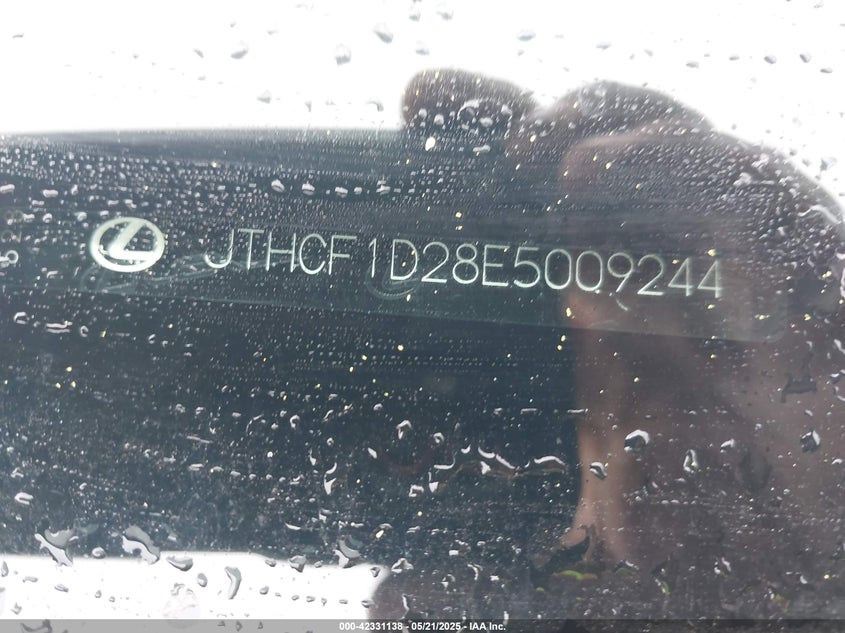 JTHCF1D28E5009244
000-42331138 - 05/21/2025 - IAA Inc.